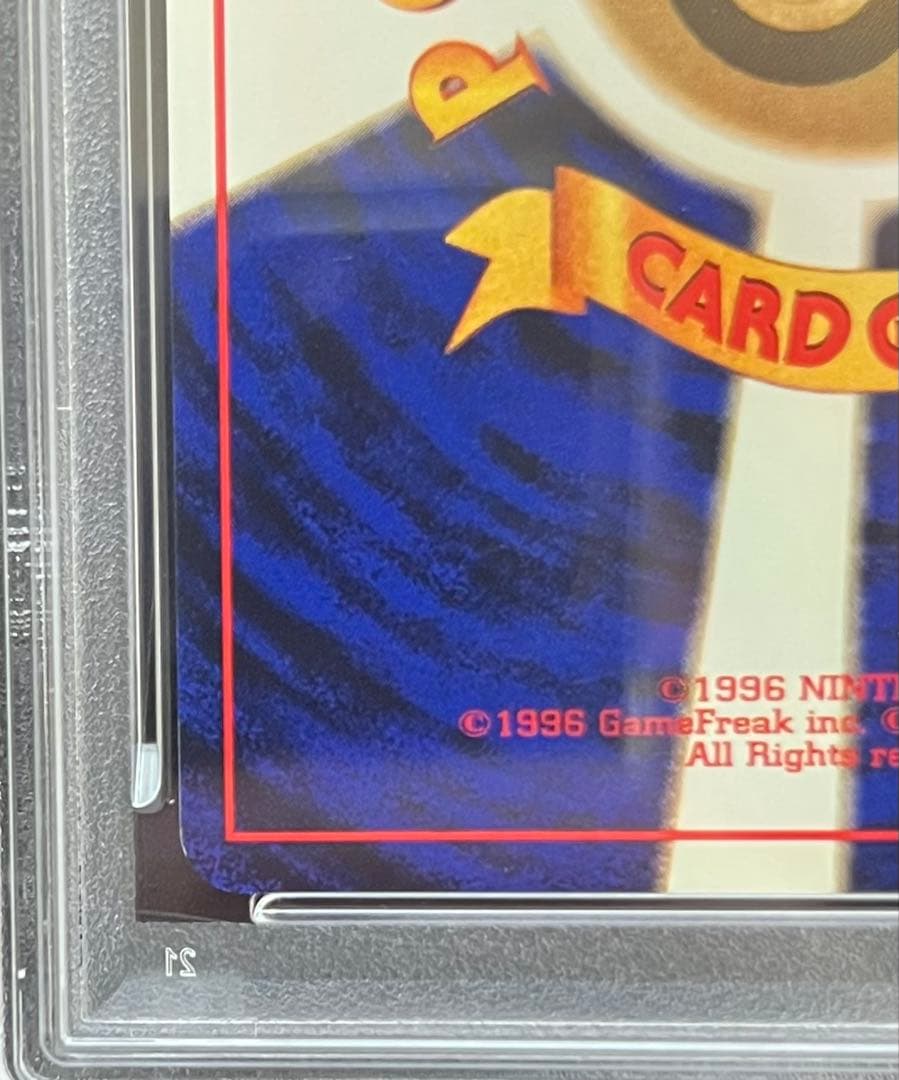 P
CARD G
©1996 NINT
©1996 GameFreak inc. ©
All Rights re
21